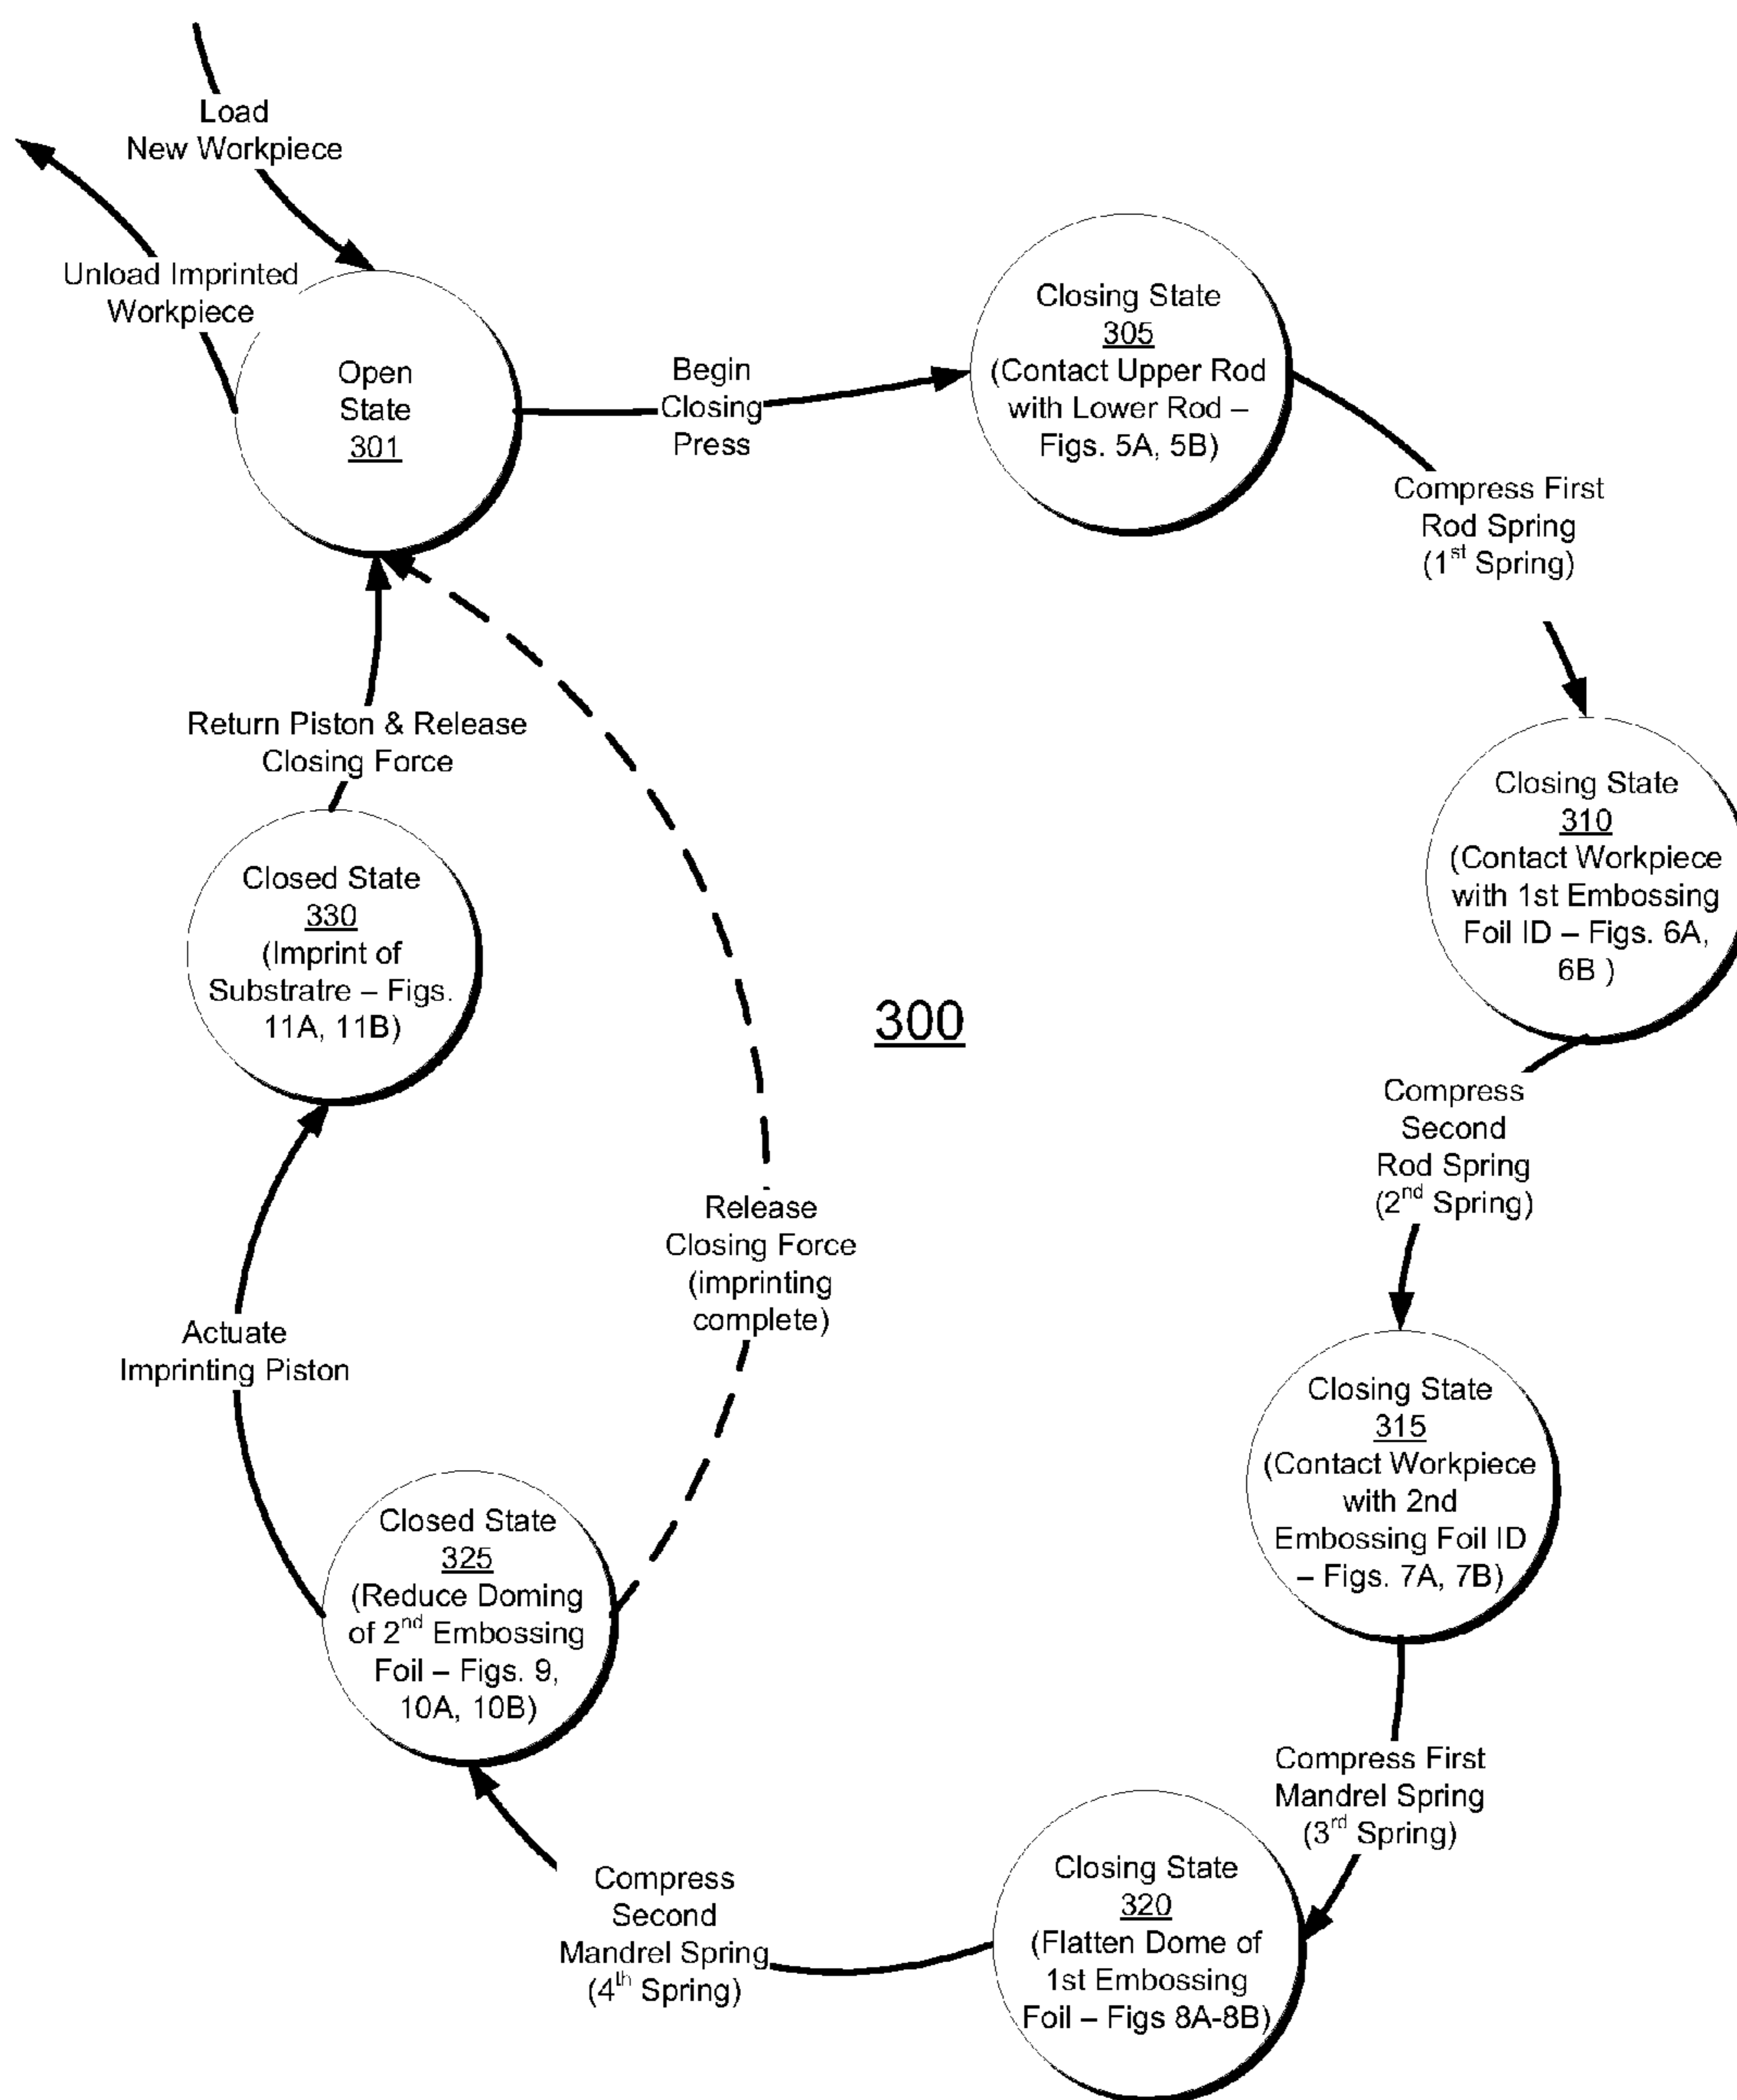 Load
New Workpiece
Unload Imprinted
Workpiece
Open
State
301
Begin
Closing
Press
Closing State
305
(Contact Upper Rod
with Lower Rod –
Figs. 5A, 5B)
Compress First
Rod Spring
(1st Spring)
Closing State
310
(Contact Workpiece
with 1st Embossing
Foil ID – Figs. 6A,
6B )
Compress
Second
Rod Spring
(2nd Spring)
Closing State
315
(Contact Workpiece
with 2nd
Embossing Foil ID
– Figs. 7A, 7B)
Compress First
Mandrel Spring
(3rd Spring)
Closing State
320
(Flatten Dome of
1st Embossing
Foil – Figs 8A-8B)
Compress
Second
Mandrel Spring
(4th Spring)
Closed State
325
(Reduce Doming
of 2nd Embossing
Foil – Figs. 9,
10A, 10B)
Actuate
Imprinting Piston
Release
Closing Force
(imprinting
complete)
Closed State
330
(Imprint of
Substratre – Figs.
11A, 11B)
Return Piston & Release
Closing Force
300